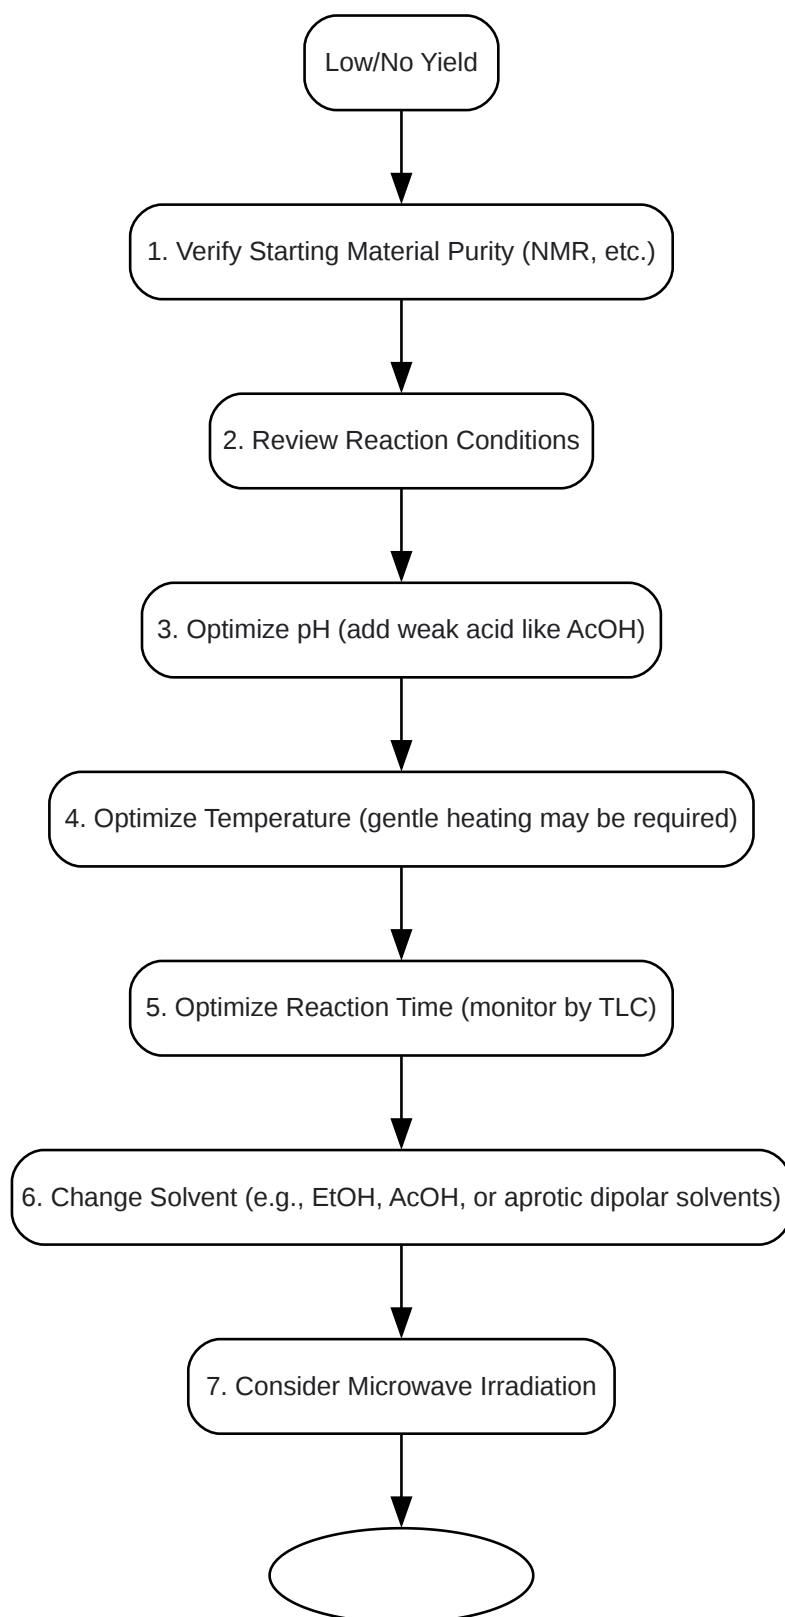 Low/No Yield
1. Verify Starting Material Purity (NMR, etc.)
2. Review Reaction Conditions
3. Optimize pH (add weak acid like AcOH)
4. Optimize Temperature (gentle heating may be required)
5. Optimize Reaction Time (monitor by TLC)
6. Change Solvent (e.g., EtOH, AcOH, or aprotic dipolar solvents)
7. Consider Microwave Irradiation